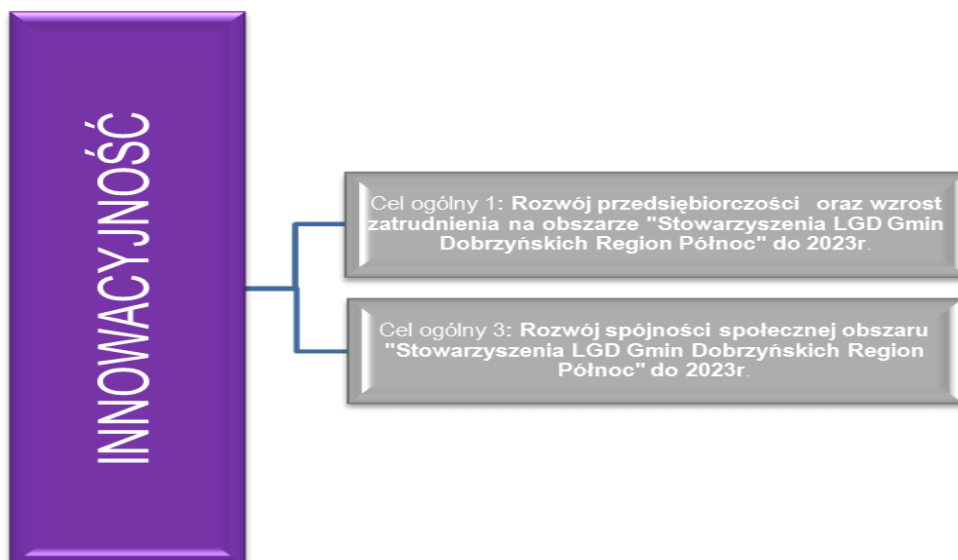 INNOWACYJNOŚĆ
Cel ogólny 1: Rozwój przedsiębiorczości oraz wzrost
zatrudnienia na obszarze "Stowarzyszenia LGD Gmin
Dobrzyńskich Region Północ" do 2023r.
Cel ogólny 3: Rozwój spójności społecznej obszaru
"Stowarzyszenia LGD Gmin Dobrzyńskich Region
Północ" do 2023r.